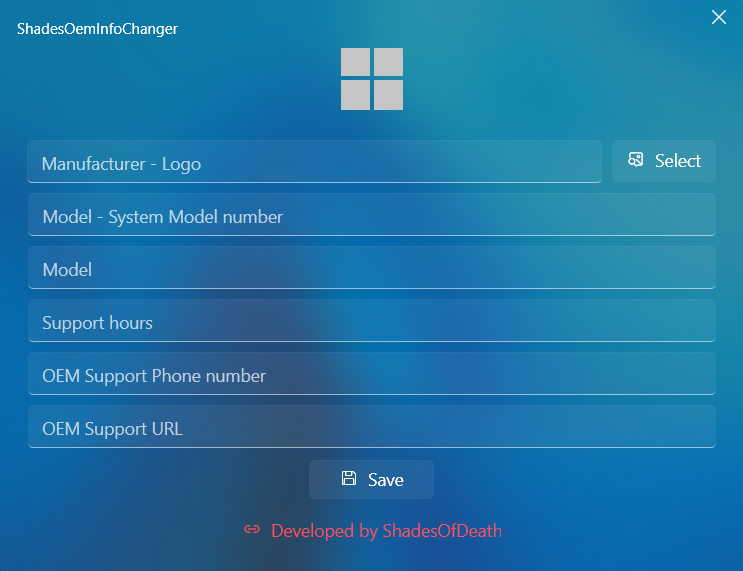 ShadesOemInfoChanger
Manufacturer - Logo
Select
Model - System Model number
Model
Support hours
OEM Support Phone number
OEM Support URL
Save
Developed by ShadesOfDeath